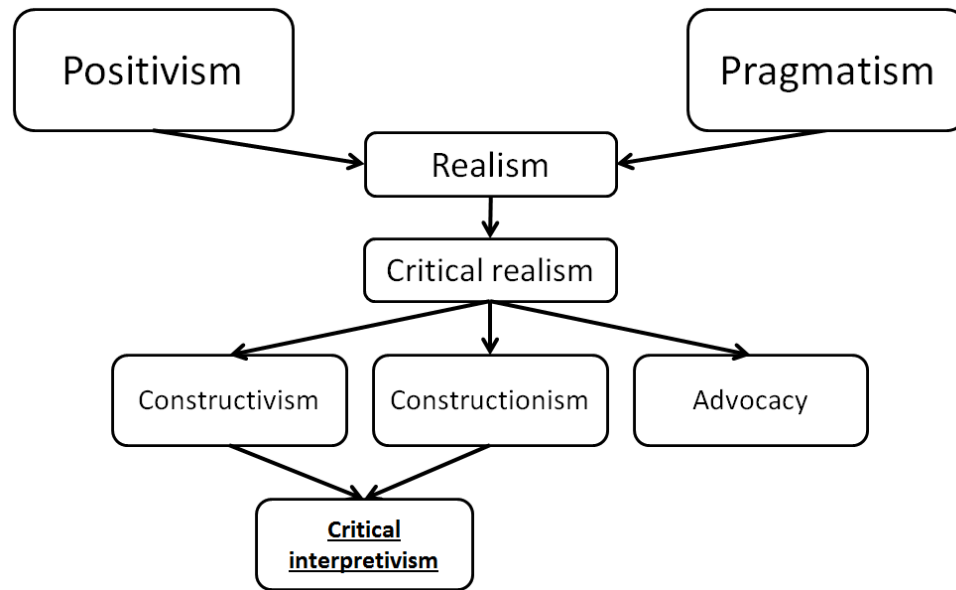 Positivism
Pragmatism
Realism
Critical realism
Constructivism
Constructionism
Advocacy
Critical
interpretivism